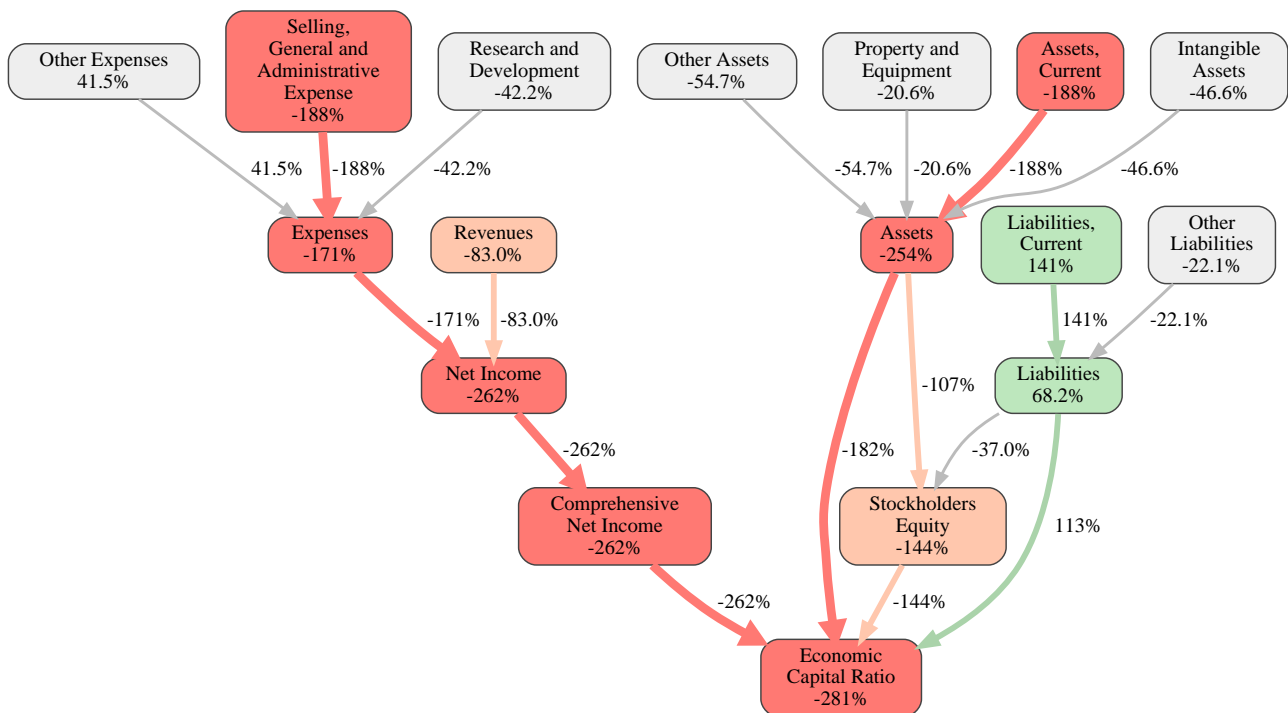 Other Expenses
41.5%
Selling,
General and
Administrative
Expense
-188%
Research and
Development
-42.2%
Other Assets
-54.7%
Property and
Equipment
-20.6%
Assets,
Current
-188%
Intangible
Assets
-46.6%
41.5%
-188%
-42.2%
-54.7%
-20.6%
-188%
-46.6%
Expenses
-171%
Revenues
-83.0%
Assets
-254%
Liabilities,
Current
141%
Other
Liabilities
-22.1%
-171%
-83.0%
141%
-22.1%
Net Income
-262%
-107%
Liabilities
68.2%
-262%
-182%
-37.0%
Comprehensive
Net Income
-262%
Stockholders
Equity
-144%
113%
-262%
-144%
Economic
Capital Ratio
-281%